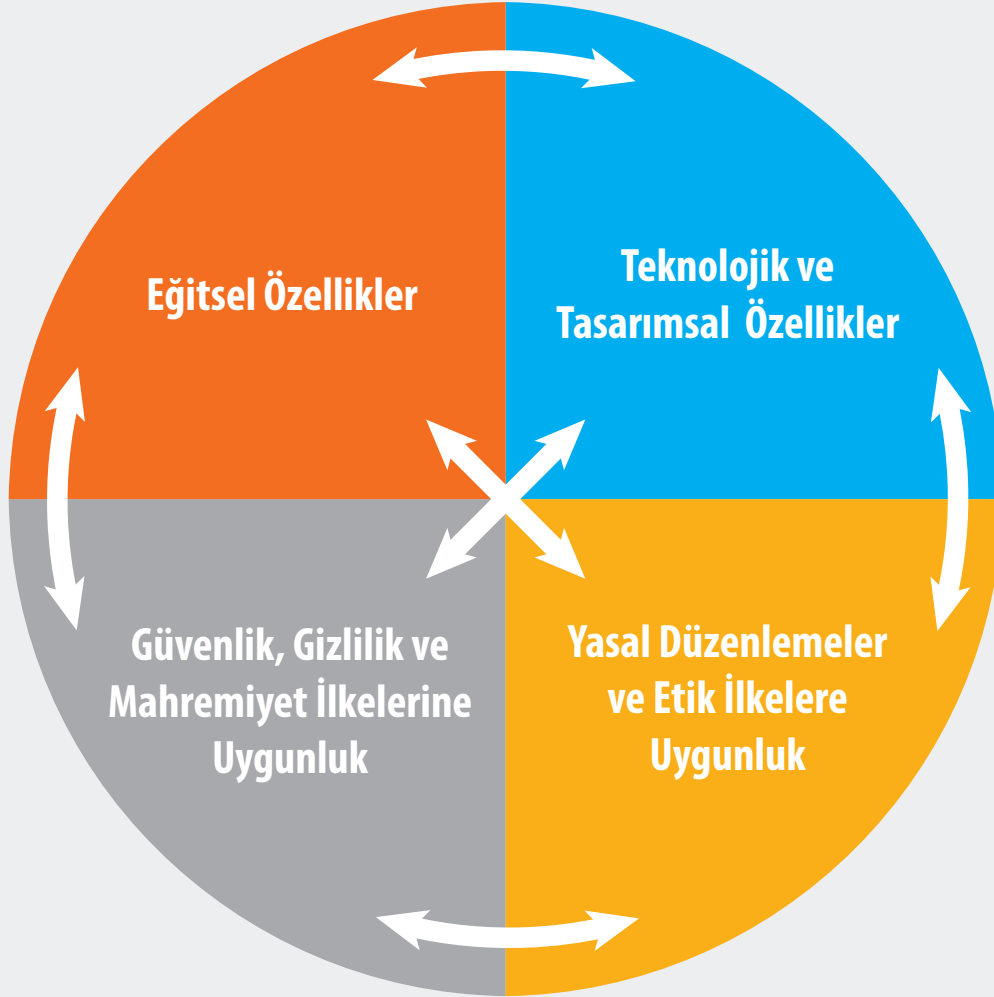 Eğitsel Özellikler
Teknolojik ve
Tasarımsal Özellikler
Güvenlik, Gizlilik ve
Mahremiyet İlkelerine
Uygunluk
Yasal Düzenlemeler
ve Etik İlkelere
Uygunluk